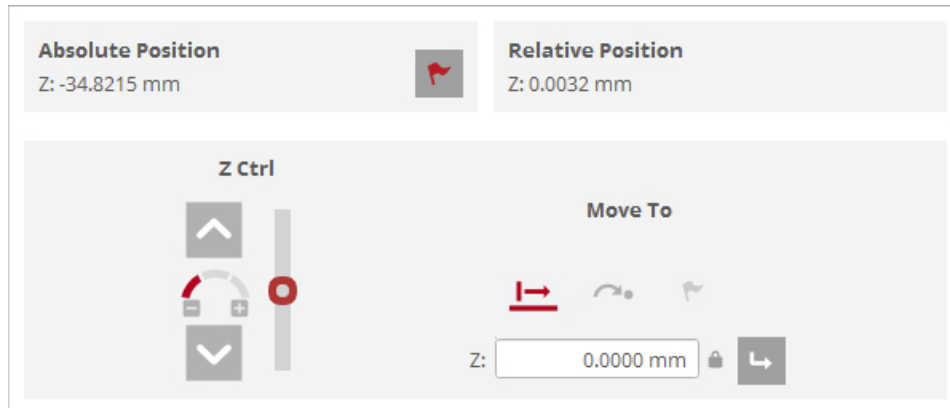 Absolute Position
Z: -34.8215 mm
Relative Position
Z: 0.0032 mm
Z Ctrl
Move To
Z: 0.0000 mm